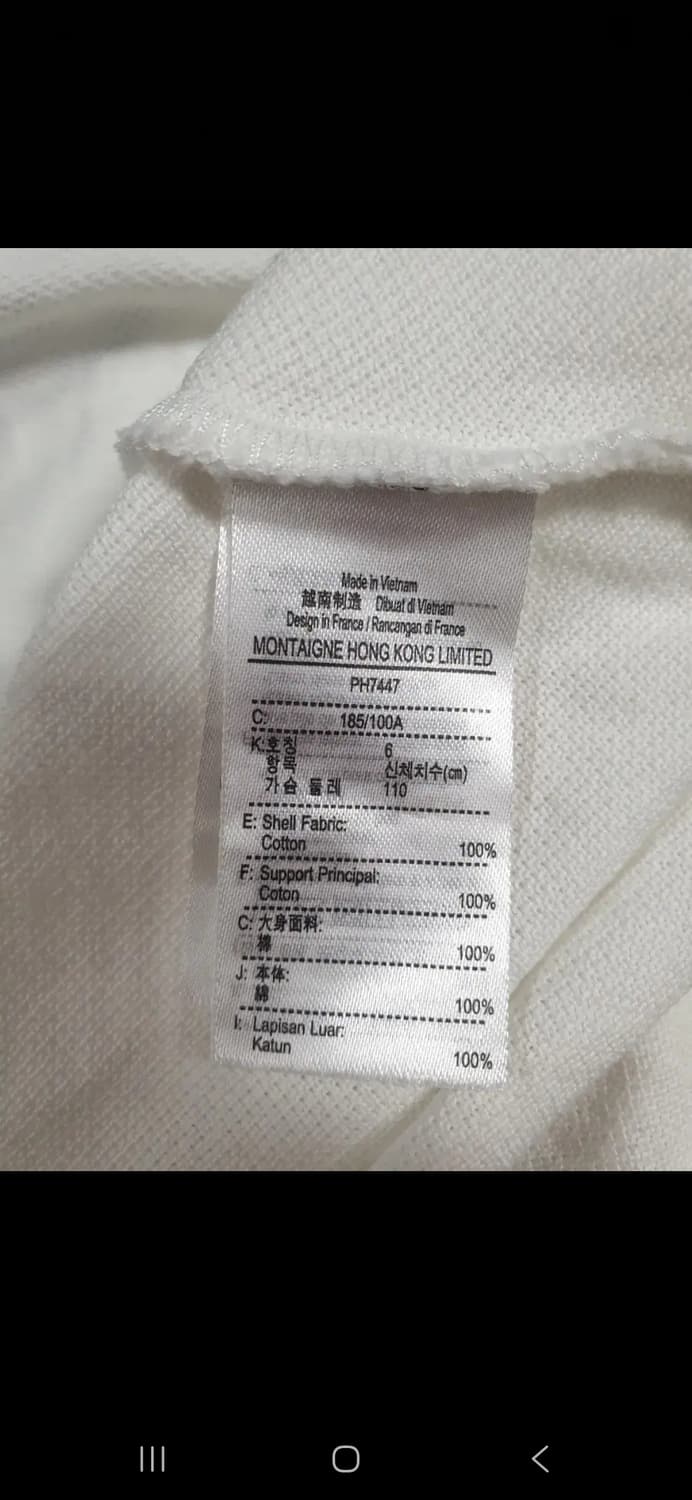 Made in Vietnam
越南制造 Dibuat di Vietnam
Design in France / Rancangan di France
MONTAIGNE HONG KONG LIMITED
PH7447
C: 185/100A
K: 호칭 6
항목 신체치수(cm)
가슴 둘레 110
E: Shell Fabric:
Cotton 100%
F: Support Principal:
Coton 100%
C: 大身面料:
棉 100%
J: 本体:
綿 100%
I: Lapisan Luar:
Katun 100%